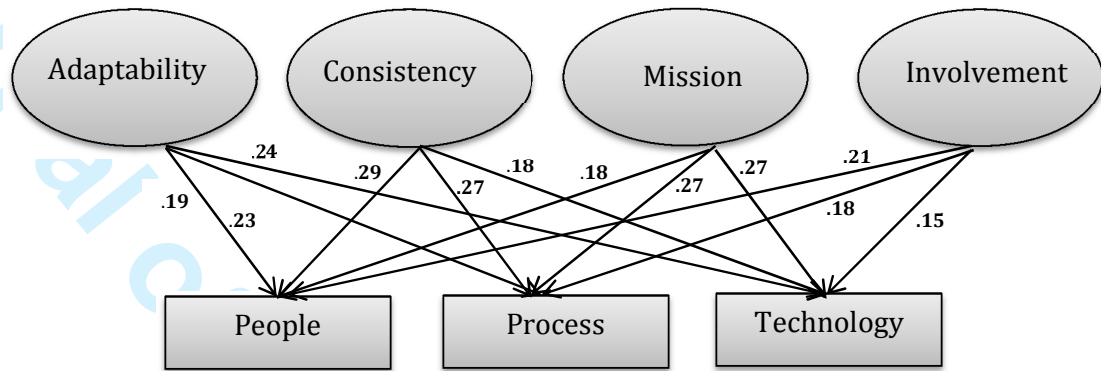 Adaptability
Consistency
Mission
Involvement
.24
.29
.18
.18
.27
.21
.19
.23
.27
.27
.18
.15
People
Process
Technology